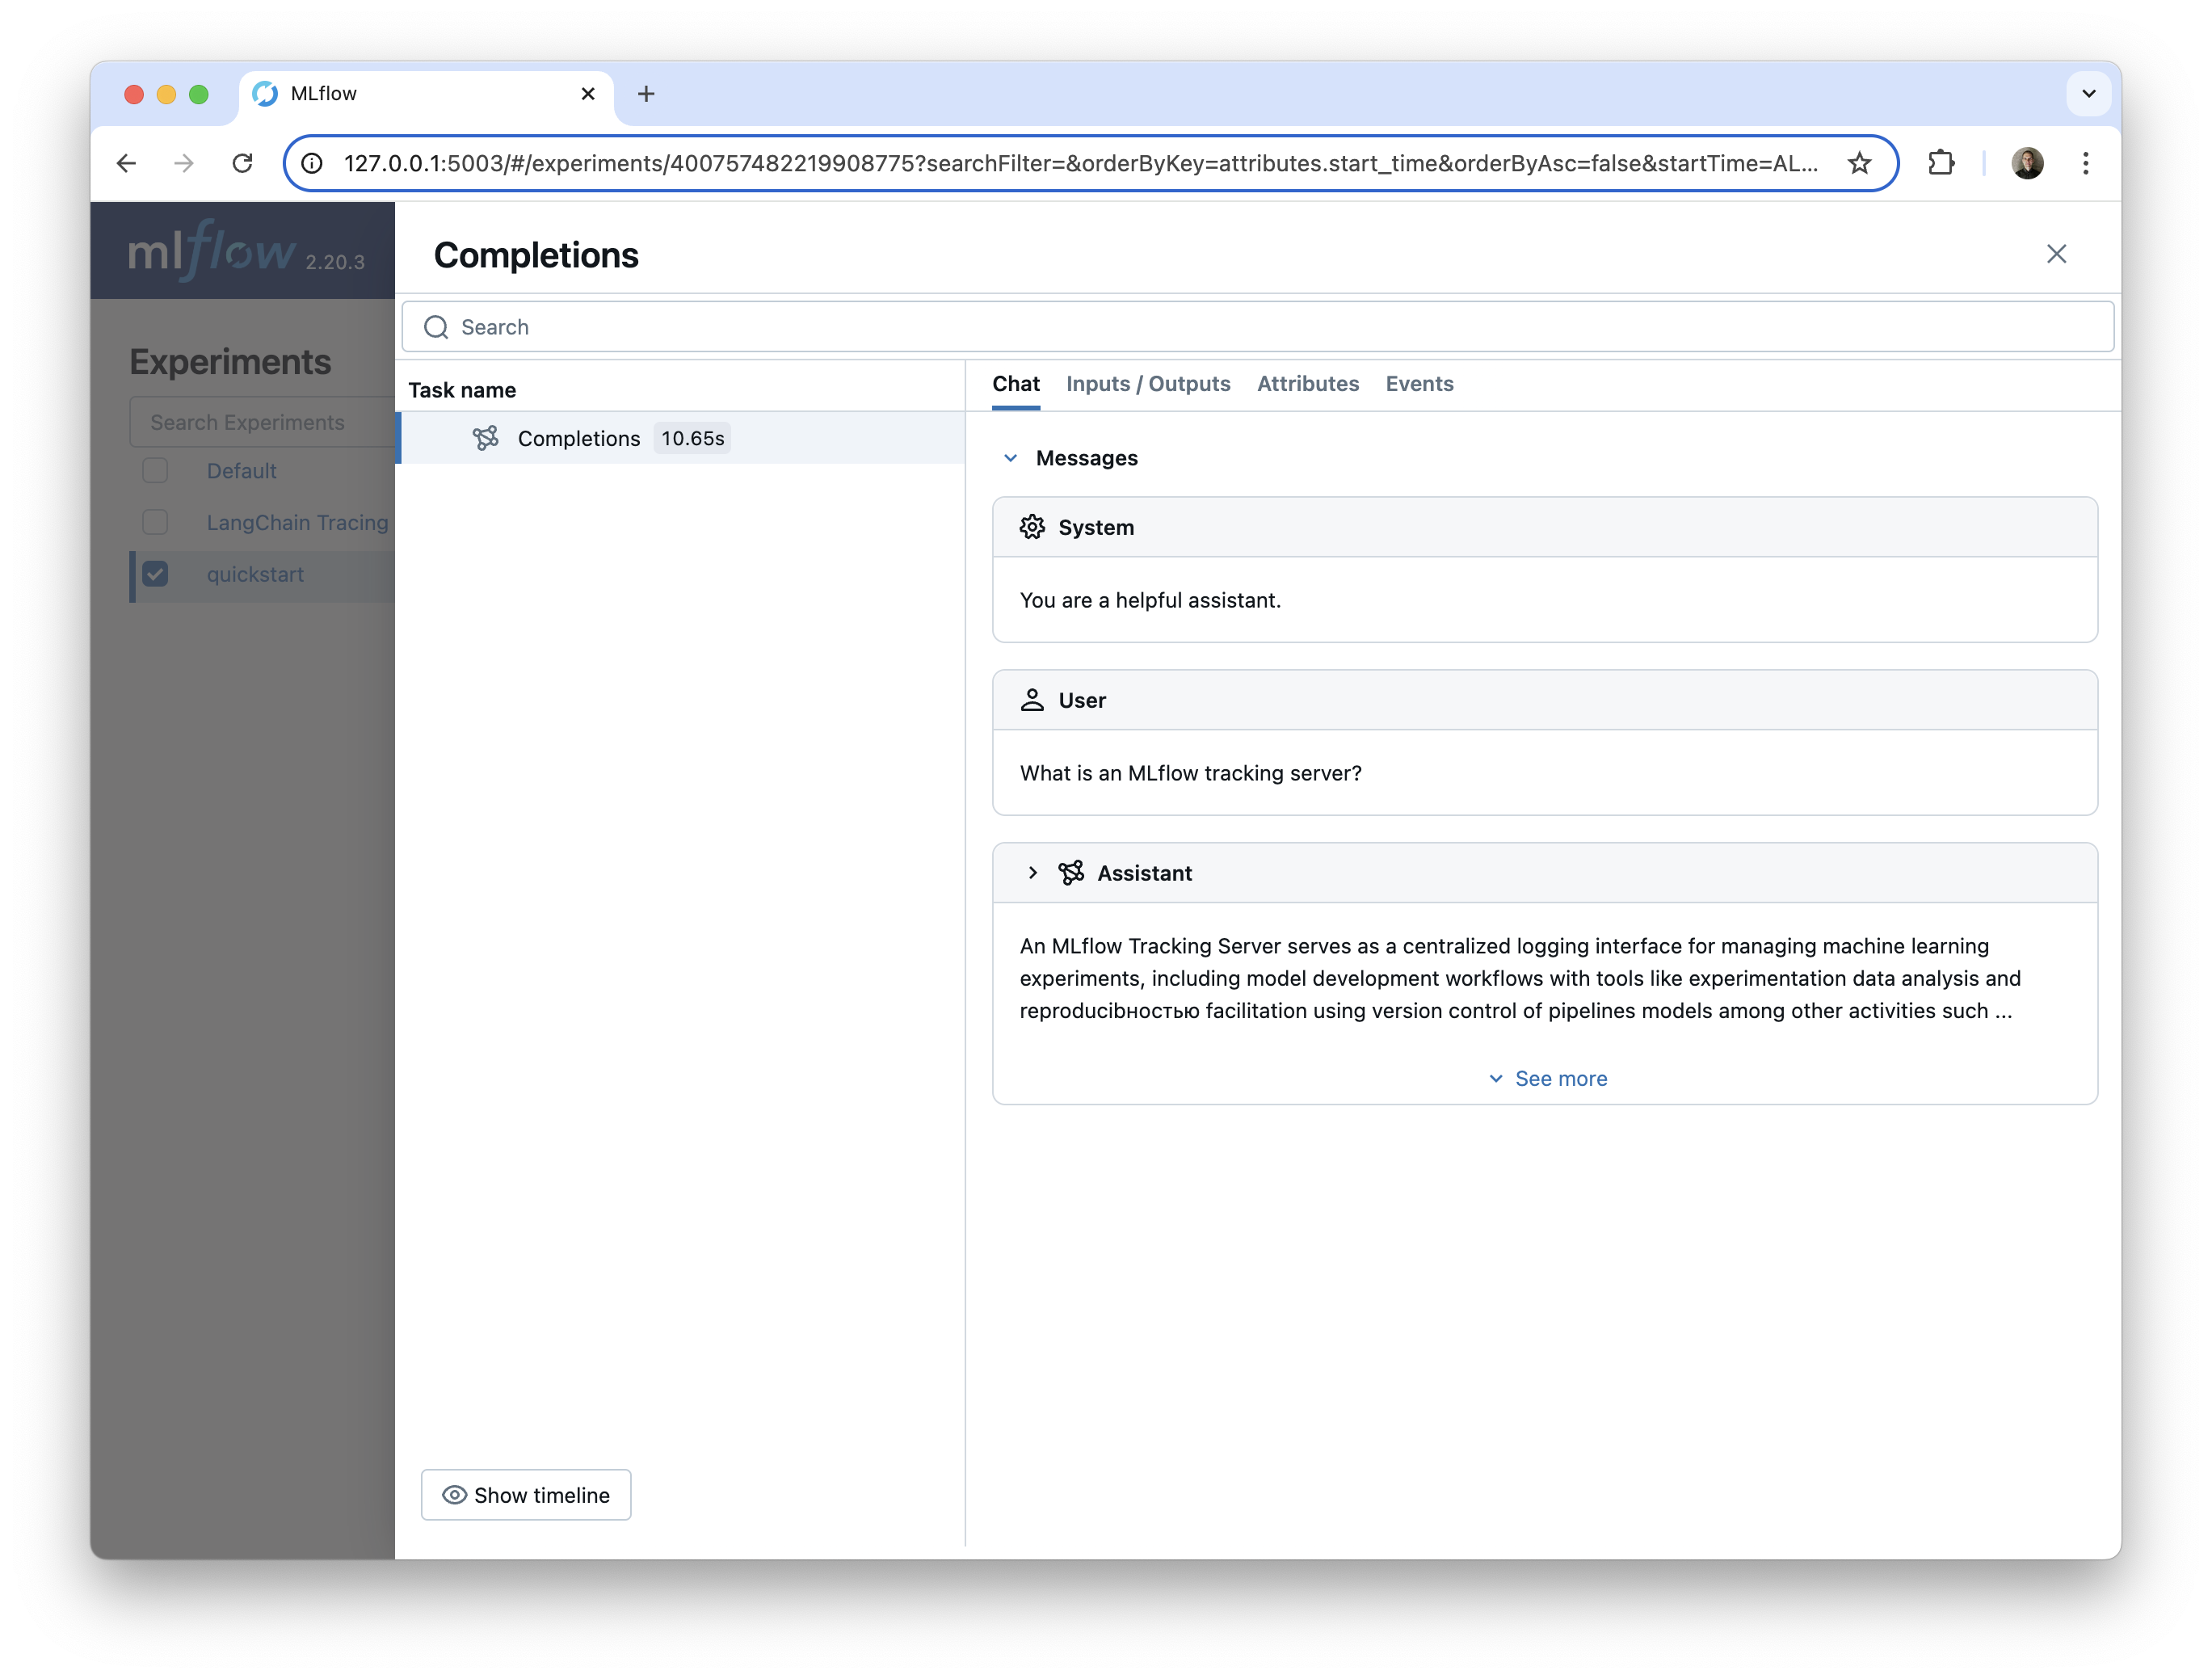 MLflow
127.0.0.1:5003/#/experiments/400757482219908775?searchFilter=&orderByKey=attributes.start_time&orderByAsc=false&startTime=AL...
mlflow 2.20.3
Completions
Search
Experiments
Search Experiments
Default
LangChain Tracing
quickstart
Task name
Completions 10.65s
Show timeline
Chat Inputs / Outputs Attributes Events
Messages
System
You are a helpful assistant.
User
What is an MLflow tracking server?
Assistant
An MLflow Tracking Server serves as a centralized logging interface for managing machine learning
experiments, including model development workflows with tools like experimentation data analysis and
reproducibностью facilitation using version control of pipelines models among other activities such ...
See more